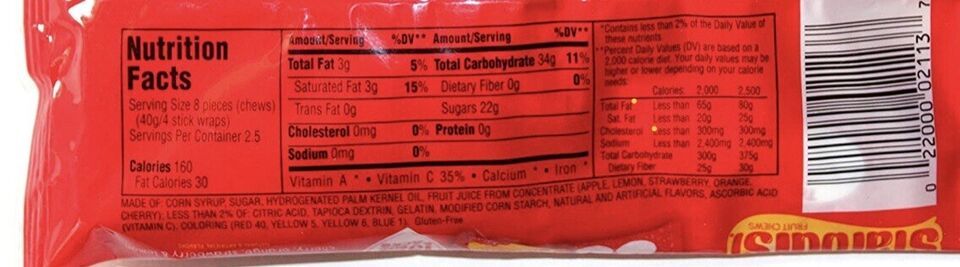 Nutrition
Facts
Serving Size 8 pieces (chews)
(40g/4 stick wraps)
Servings Per Container 2.5
Calories 160
Fat Calories 30
Amount/Serving %DV** Amount/Serving %DV**
Total Fat 3g 5% Total Carbohydrate 34g 11%
Saturated Fat 3g 15% Dietary Fiber 0g 0%
Trans Fat 0g Sugars 22g
Cholesterol 0mg 0% Protein 0g
Sodium 0mg 0%
Vitamin A * • Vitamin C 35% • Calcium * • Iron *
*Contains less than 2% of the Daily Value of
these nutrients.
**Percent Daily Values (DV) are based on a
2,000 calorie diet. Your daily values may be
higher or lower depending on your calorie
needs:
Calories: 2,000 2,500
Total Fat Less than 65g 80g
Sat. Fat Less than 20g 25g
Cholesterol Less than 300mg 300mg
Sodium Less than 2,400mg 2,400mg
Total Carbohydrate 300g 375g
Dietary Fiber 25g 30g
MADE OF: CORN SYRUP, SUGAR, HYDROGENATED PALM KERNEL OIL, FRUIT JUICE FROM CONCENTRATE (APPLE, LEMON, STRAWBERRY, ORANGE,
CHERRY); LESS THAN 2% OF: CITRIC ACID, TAPIOCA DEXTRIN, GELATIN, MODIFIED CORN STARCH, NATURAL AND ARTIFICIAL FLAVORS, ASCORBIC ACID
(VITAMIN C), COLORING (RED 40, YELLOW 5, YELLOW 6, BLUE 1). Gluten-Free
0 22000 02113 7
Starburst
FRUIT CHEWS